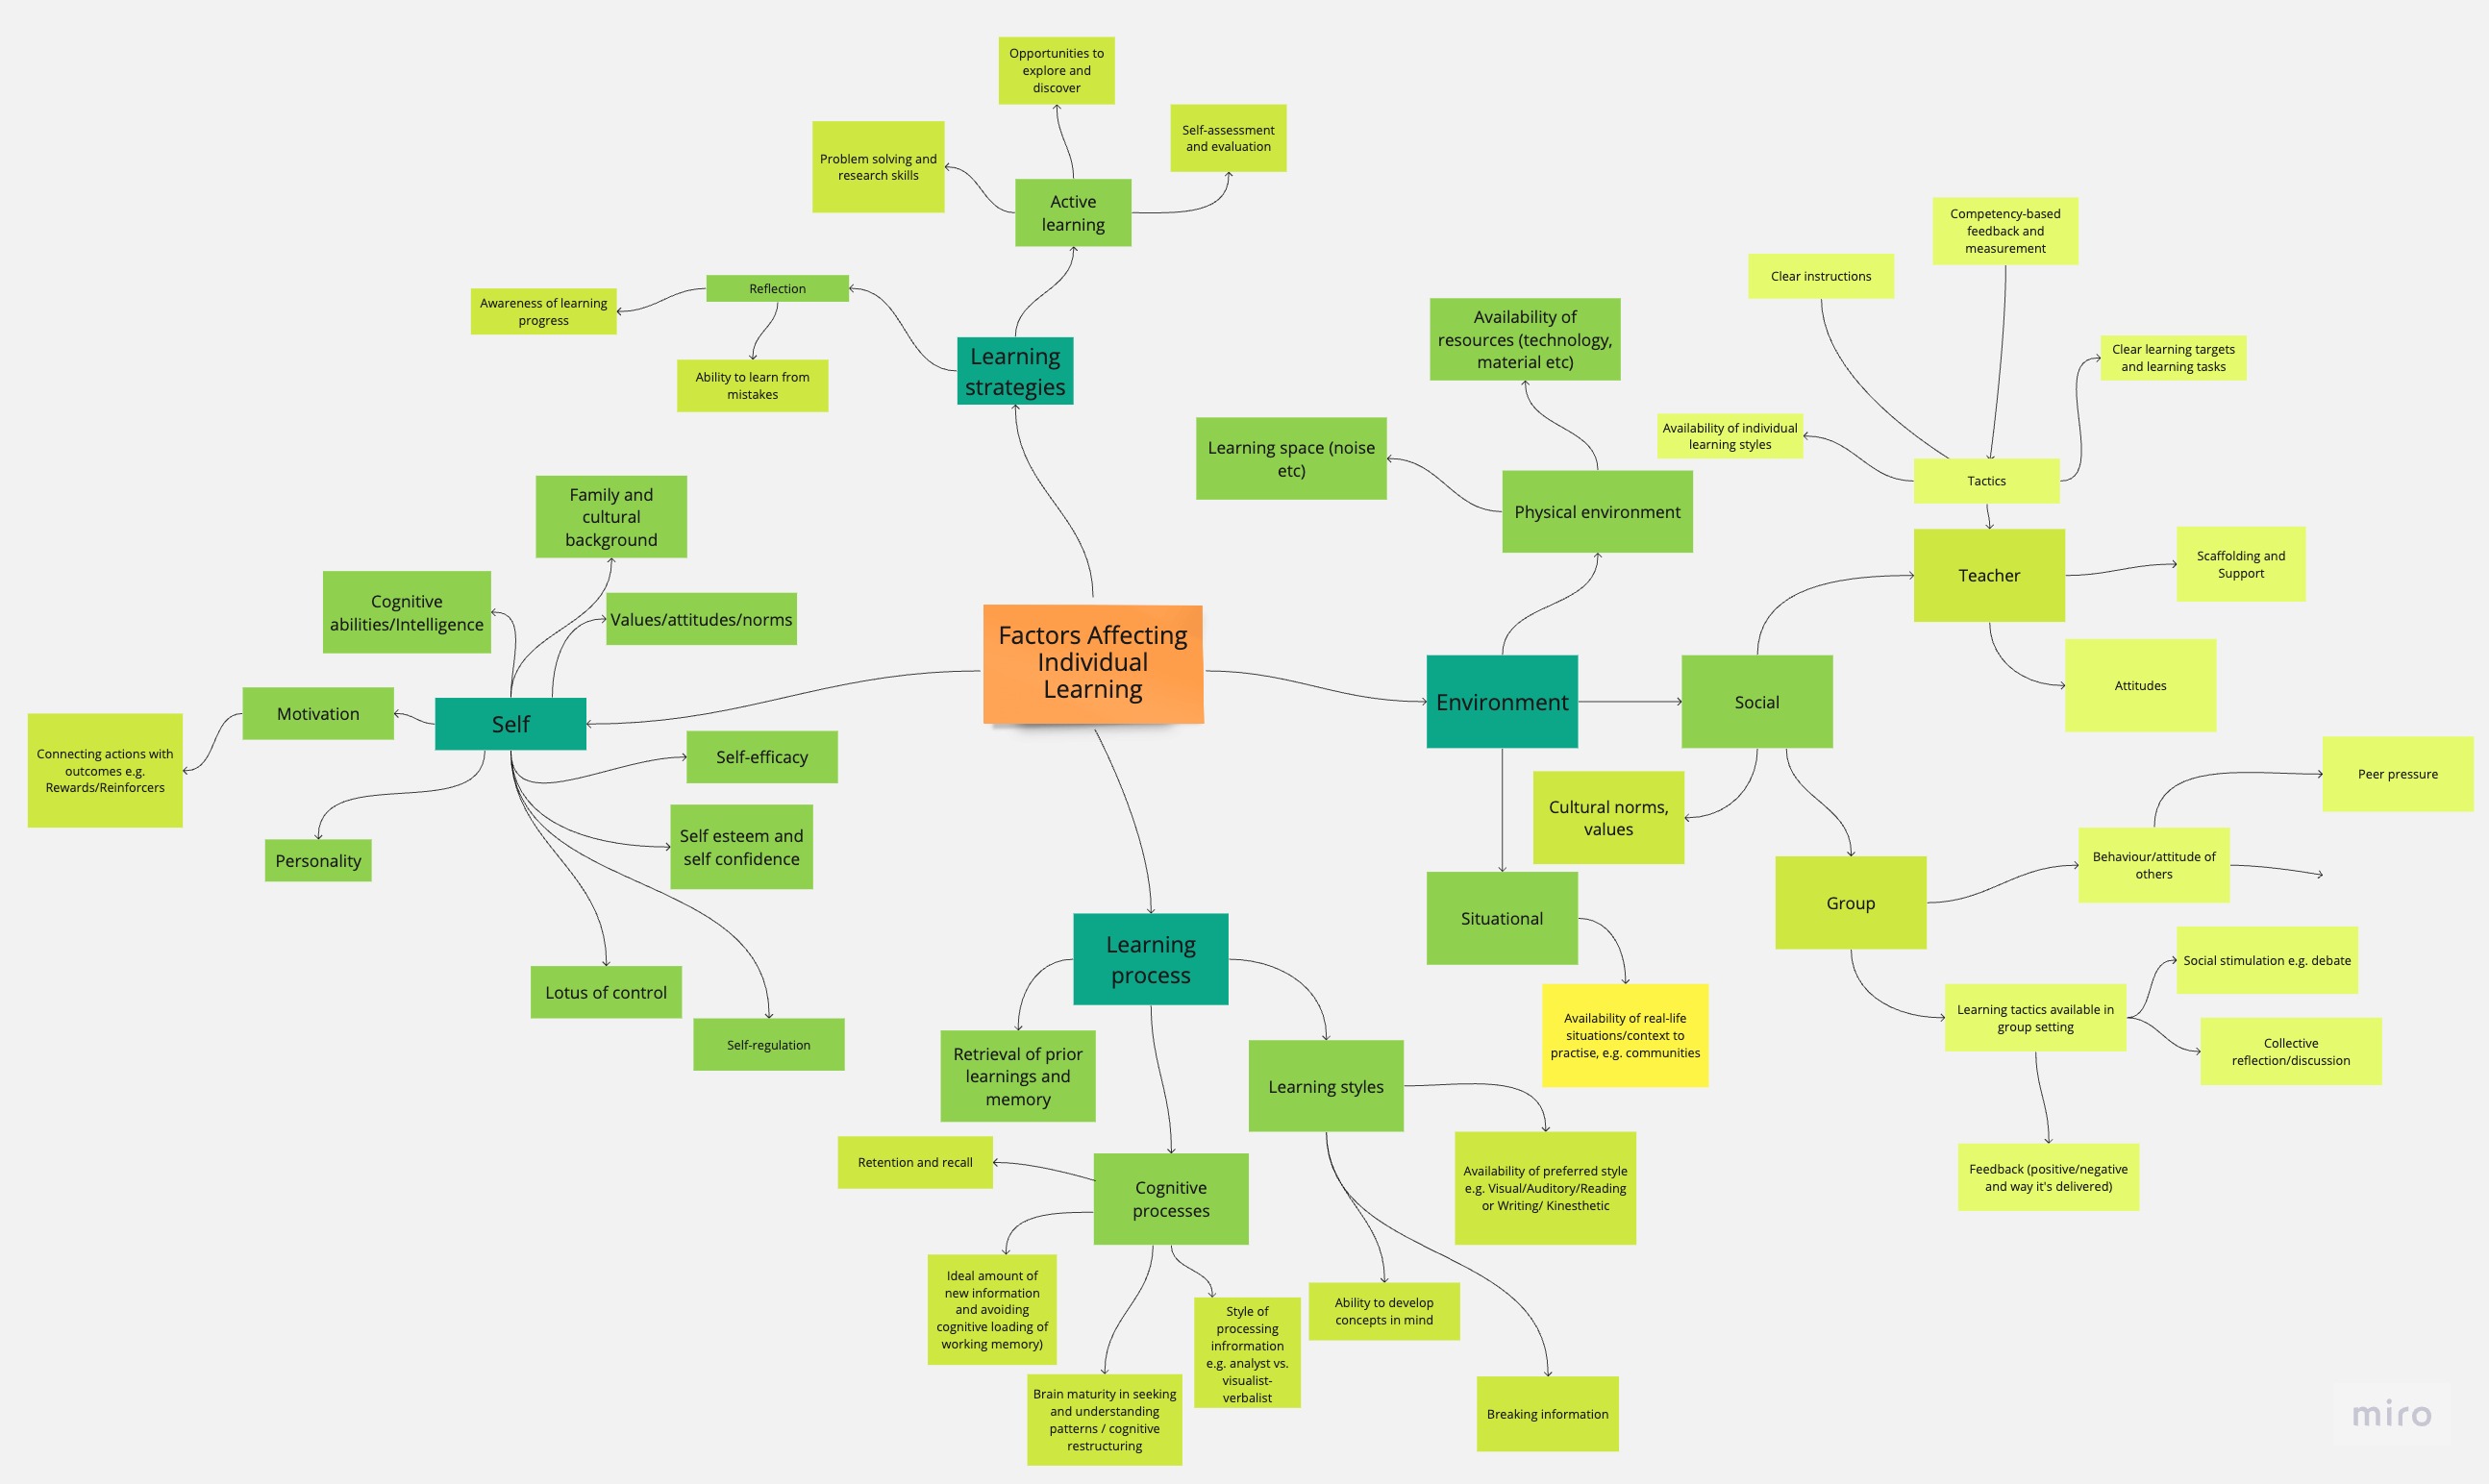 Opportunities to
explore and
discover
Self-assessment
and evaluation
Problem solving and
research skills
Active
learning
Reflection
Awareness of learning
progress
Ability to learn from
mistakes
Learning
strategies
Competency-based
feedback and
measurement
Clear instructions
Clear learning targets
and learning tasks
Availability of individual
learning styles
Tactics
Availability of
resources (technology,
material etc)
Learning space (noise
etc)
Physical environment
Teacher
Scaffolding and
Support
Attitudes
Family and
cultural
background
Cognitive
abilities/Intelligence
Values/attitudes/norms
Motivation
Self
Connecting actions with
outcomes e.g.
Rewards/Reinforcers
Self-efficacy
Personality
Self esteem and
self confidence
Lotus of control
Self-regulation
Factors Affecting
Individual
Learning
Environment
Social
Cultural norms,
values
Peer pressure
Behaviour/attitude of
others
Group
Situational
Social stimulation e.g. debate
Learning tactics available in
group setting
Collective
reflection/discussion
Feedback (positive/negative
and way it's delivered)
Availability of real-life
situations/context to
practise, e.g. communities
Learning
process
Retrieval of prior
learnings and
memory
Learning styles
Retention and recall
Cognitive
processes
Availability of preferred style
e.g. Visual/Auditory/Reading
or Writing/ Kinesthetic
Ideal amount of
new information
and avoiding
cognitive loading of
working memory)
Style of
processing
infrormation
e.g. analyst vs.
visualist-
verbalist
Ability to develop
concepts in mind
Brain maturity in seeking
and understanding
patterns / cognitive
restructuring
Breaking information
miro